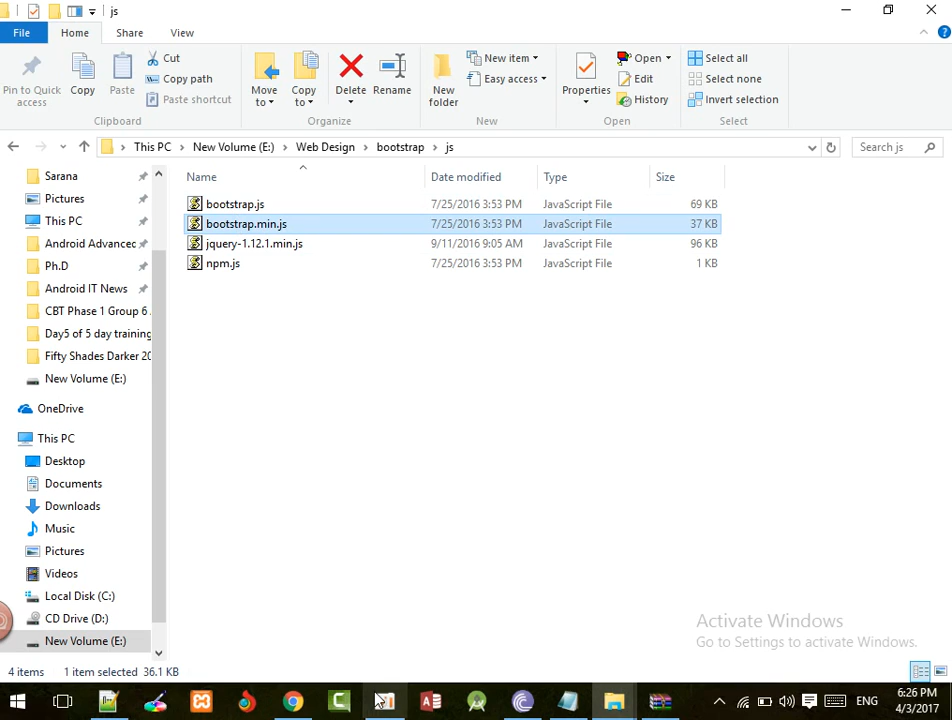 js
File Home Share View
Pin to Quick access
Copy
Paste
Cut
Copy path
Paste shortcut
Clipboard
Move to
Copy to
Delete
Rename
Organize
New folder
New item
Easy access
New
Properties
Open
Edit
History
Open
Select all
Select none
Invert selection
Select
This PC New Volume (E:) Web Design bootstrap js
Search js
Name Date modified Type Size
bootstrap.js 7/25/2016 3:53 PM JavaScript File 69 KB
bootstrap.min.js 7/25/2016 3:53 PM JavaScript File 37 KB
jquery-1.12.1.min.js 9/11/2016 9:05 AM JavaScript File 96 KB
npm.js 7/25/2016 3:53 PM JavaScript File 1 KB
Sarana
Pictures
This PC
Android Advanced
Ph.D
Android IT News
CBT Phase 1 Group 6
Day5 of 5 day training
Fifty Shades Darker 20
New Volume (E:)
OneDrive
This PC
Desktop
Documents
Downloads
Music
Pictures
Videos
Local Disk (C:)
CD Drive (D:)
New Volume (E:)
Activate Windows
Go to Settings to activate Windows.
4 items 1 item selected 36.1 KB
ENG
6:26 PM
4/3/2017